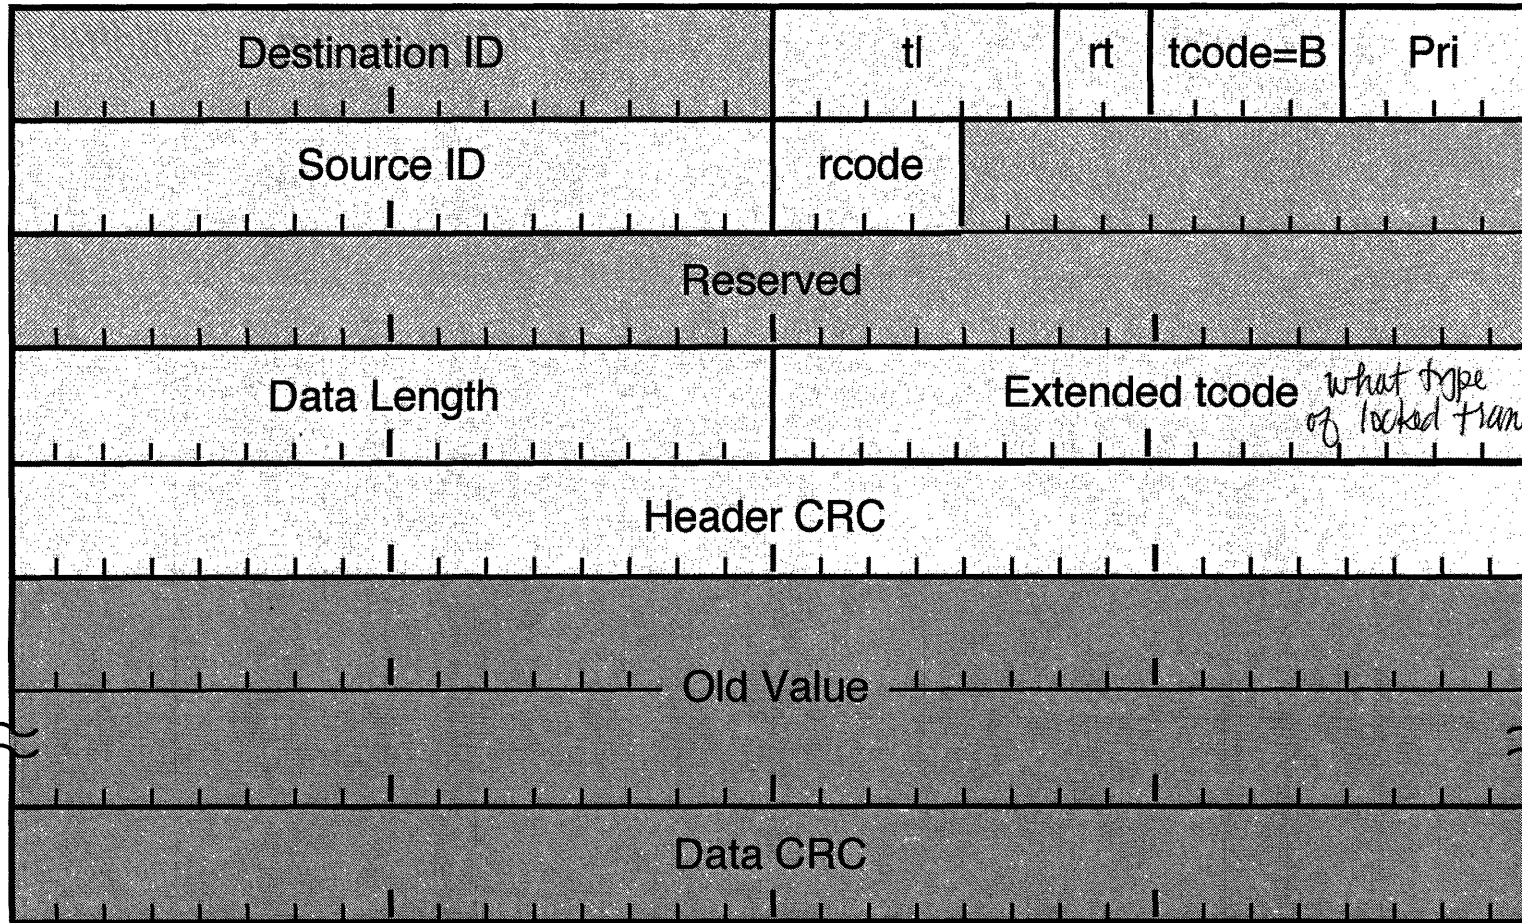 Destination ID tl rt tcode=B Pri
Source ID rcode
Reserved
Data Length Extended tcode what type
of locked tran
Header CRC
Old Value
Data CRC